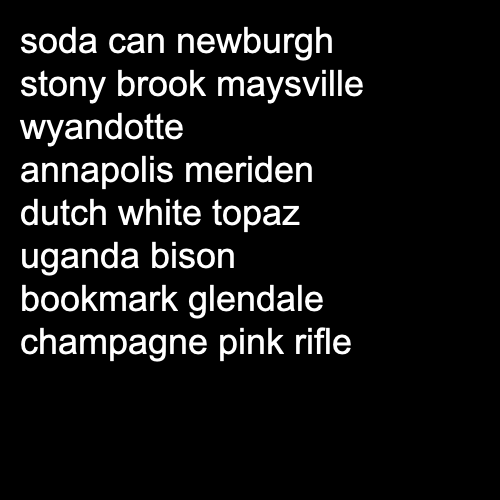 soda can newburgh
stony brook maysville
wyandotte
annapolis meriden
dutch white topaz
uganda bison
bookmark glendale
champagne pink rifle